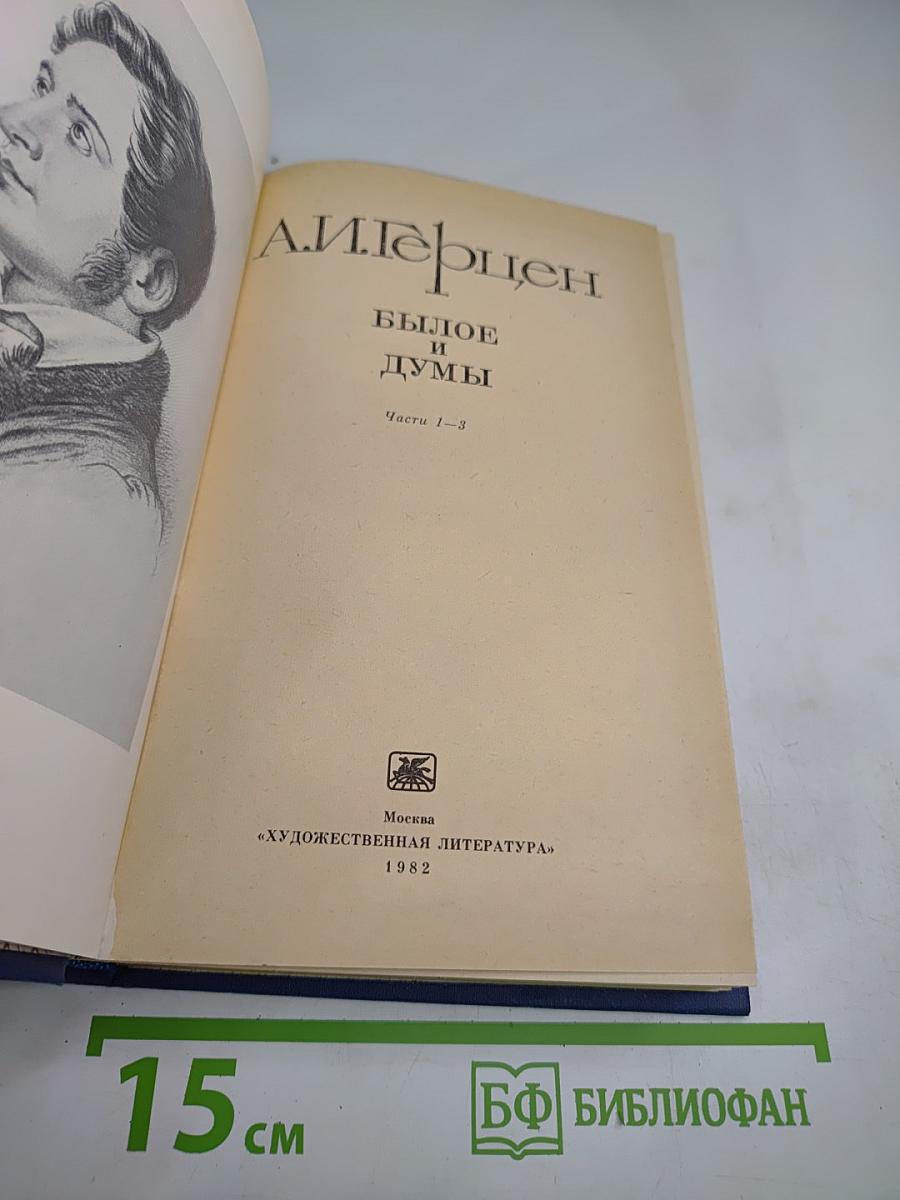 А.И.Герцен
БЫЛОЕ
И
ДУМЫ
Части 1—3
Москва
«ХУДОЖЕСТВЕННАЯ ЛИТЕРАТУРА»
1982
15 см
БФ БИБЛИОФАН